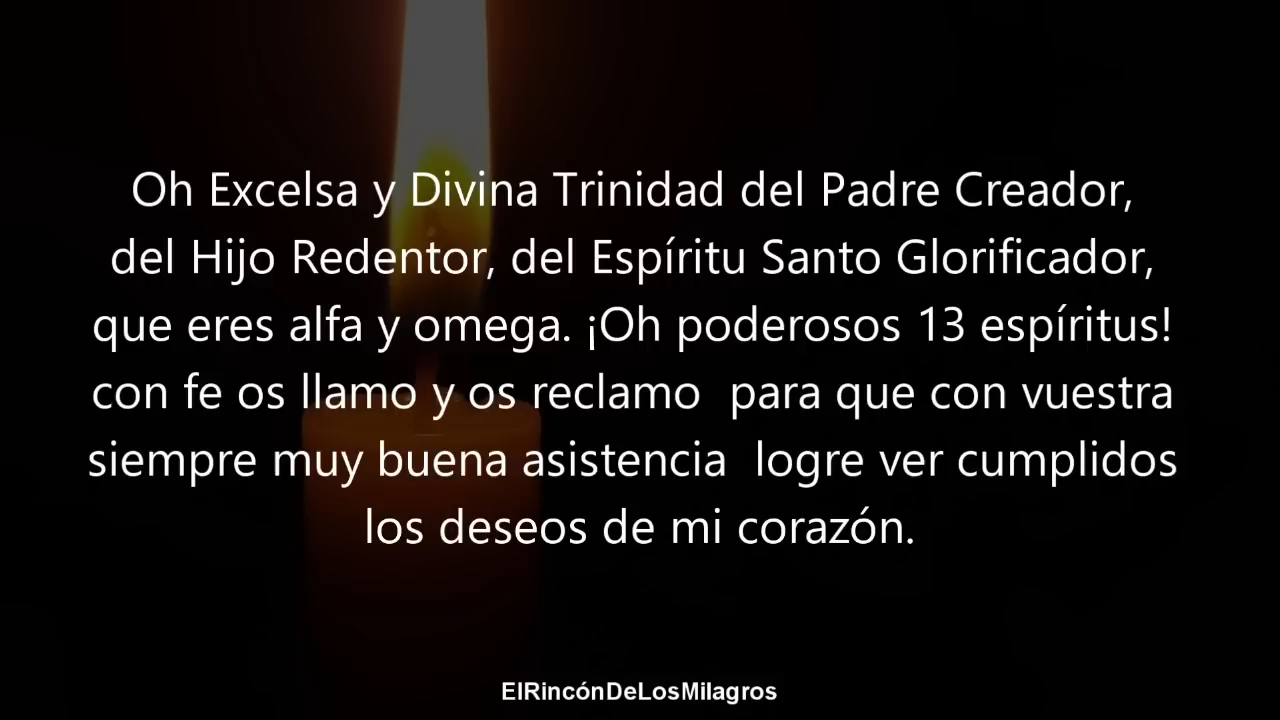 Oh Excelsa y Divina Trinidad del Padre Creador,
del Hijo Redentor, del Espíritu Santo Glorificador,
que eres alfa y omega. ¡Oh poderosos 13 espíritus!
con fe os llamo y os reclamo  para que con vuestra
siempre muy buena asistencia  logre ver cumplidos
los deseos de mi corazón.
ElRincónDeLosMilagros